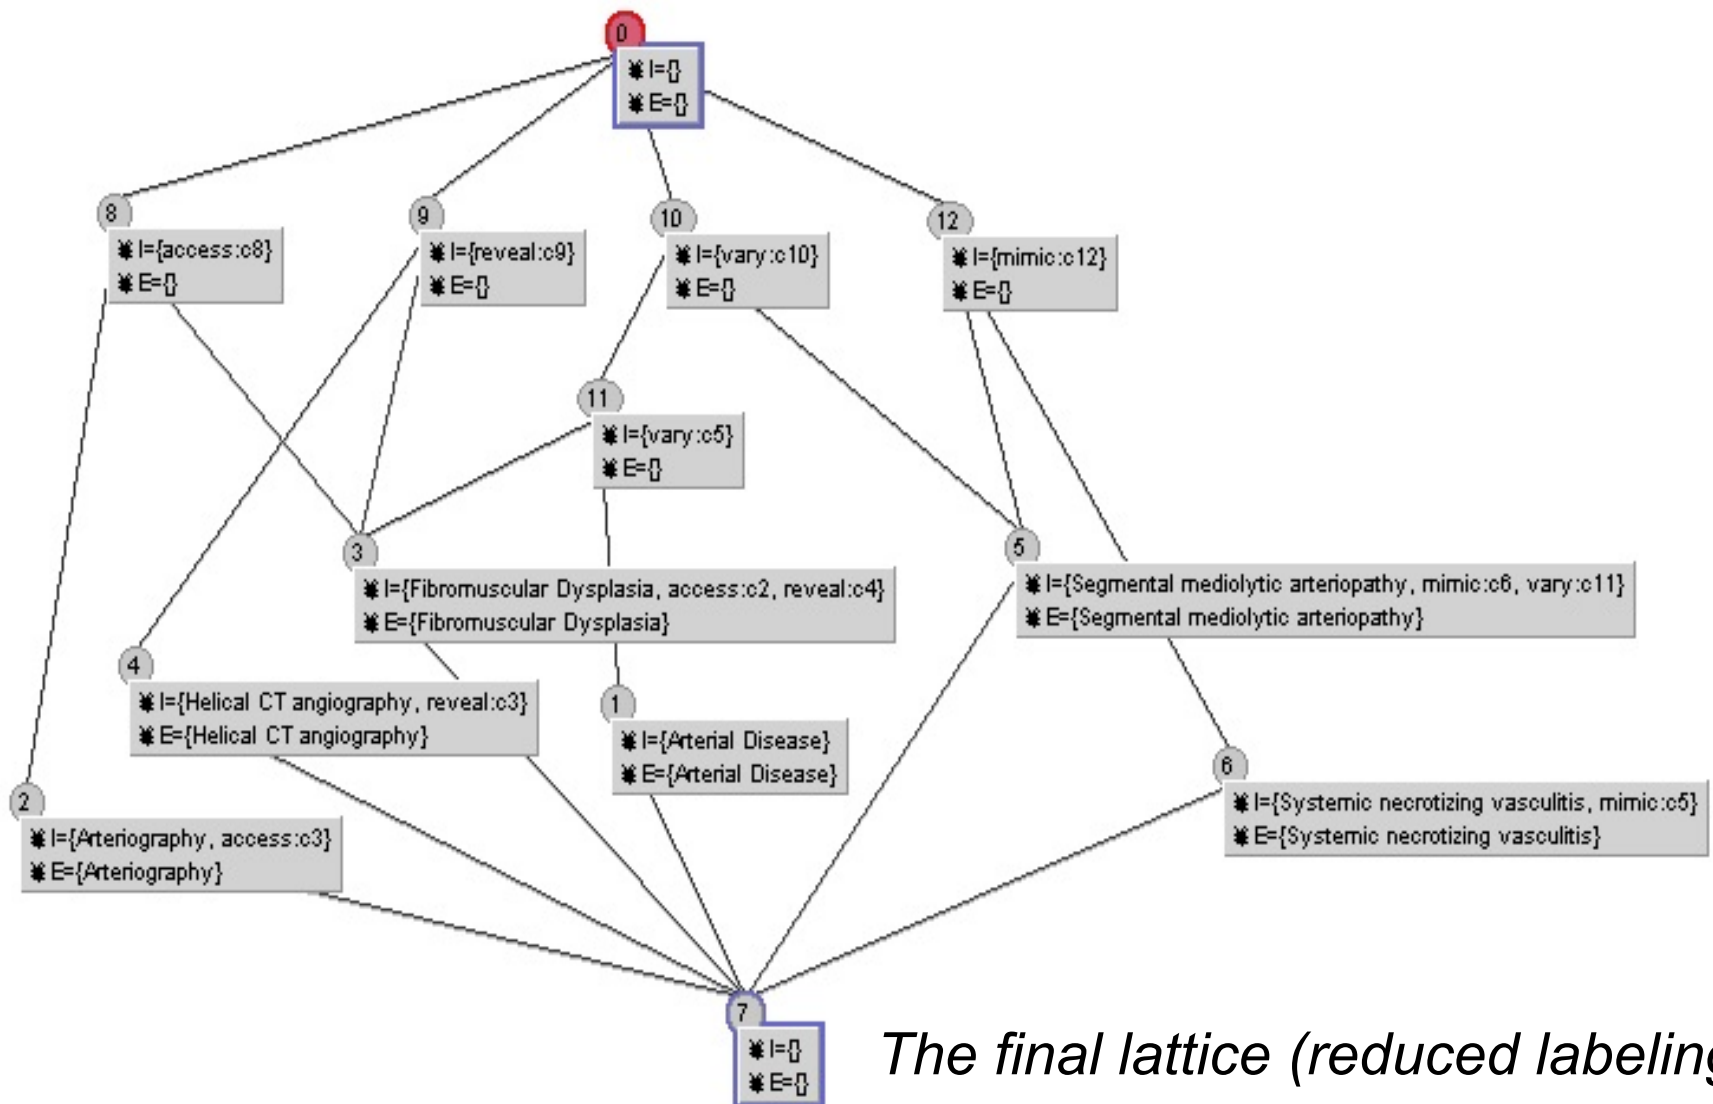 0
I={}
E={}
8
I={access:c8}
E={}
9
I={reveal:c9}
E={}
10
I={vary:c10}
E={}
12
I={mimic:c12}
E={}
11
I={vary:c5}
E={}
3
I={Fibromuscular Dysplasia, access:c2, reveal:c4}
E={Fibromuscular Dysplasia}
5
I={Segmental mediolytic arteriopathy, mimic:c6, vary:c11}
E={Segmental mediolytic arteriopathy}
4
I={Helical CT angiography, reveal:c3}
E={Helical CT angiography}
1
I={Arterial Disease}
E={Arterial Disease}
6
I={Systemic necrotizing vasculitis, mimic:c5}
E={Systemic necrotizing vasculitis}
2
I={Arteriography, access:c3}
E={Arteriography}
7
I={}
E={}
The final lattice (reduced labeling